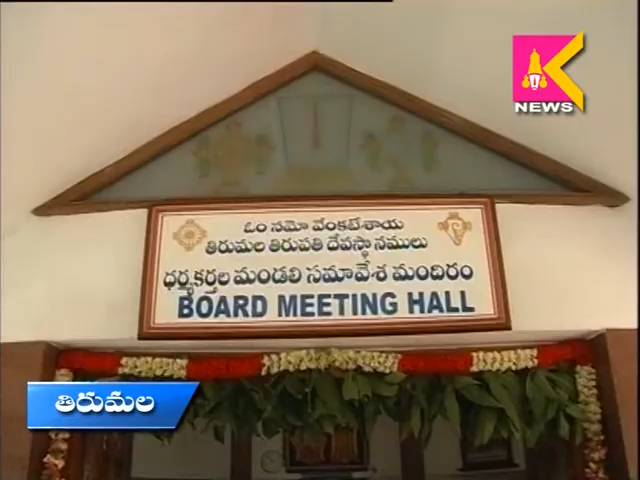 K
NEWS
ఓం నమో వేంకటేశాయ
తిరుమల తిరుపతి దేవస్థానములు
ధర్మకర్తల మండలి సమావేశ మందిరం
BOARD MEETING HALL
తిరుమల